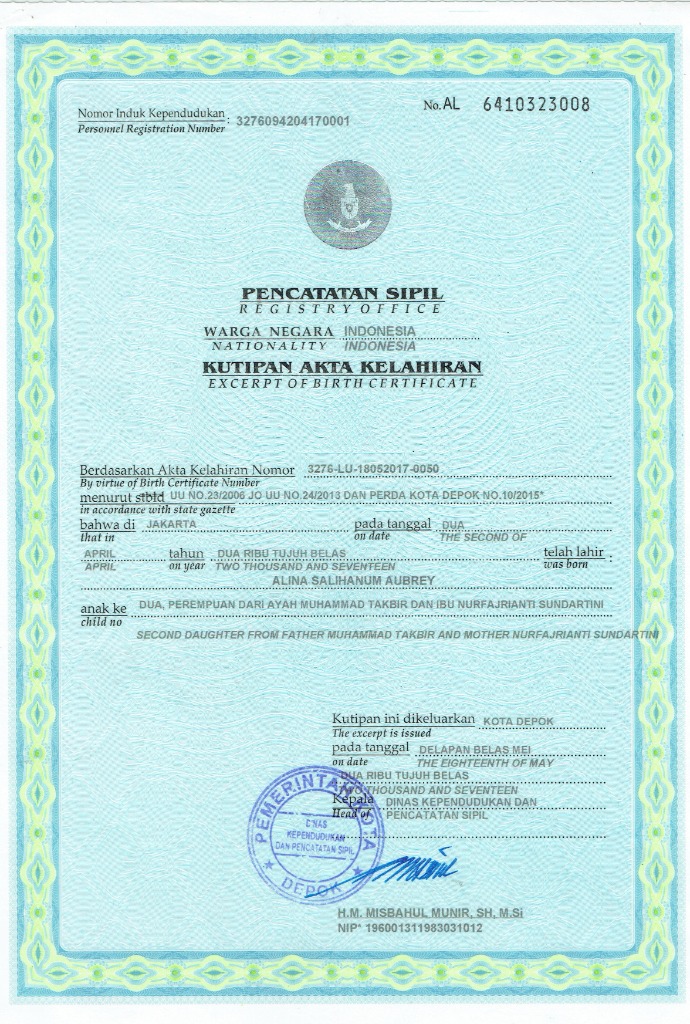 No. AL 6410323008
Nomor Induk Kependudukan : 3276094204170001
Personnel Registration Number
PENCATATAN SIPIL
REGISTRY OFFICE
WARGA NEGARA INDONESIA
NATIONALITY INDONESIA
KUTIPAN AKTA KELAHIRAN
EXCERPT OF BIRTH CERTIFICATE
Berdasarkan Akta Kelahiran Nomor 3276-LU-18052017-0050
By virtue of Birth Certificate Number
menurut stbld UU NO.23/2006 JO UU NO.24/2013 DAN PERDA KOTA DEPOK NO.10/2015*
in accordance with state gazette
bahwa di JAKARTA pada tanggal DUA
that in on date THE SECOND OF
APRIL tahun DUA RIBU TUJUH BELAS telah lahir :
APRIL on year TWO THOUSAND AND SEVENTEEN was born
ALINA SALIHANUM AUBREY
anak ke DUA, PEREMPUAN DARI AYAH MUHAMMAD TAKBIR DAN IBU NURFAJRIANTI SUNDARTINI
child no
SECOND DAUGHTER FROM FATHER MUHAMMAD TAKBIR AND MOTHER NURFAJRIANTI SUNDARTINI
Kutipan ini dikeluarkan KOTA DEPOK
The excerpt is issued
pada tanggal DELAPAN BELAS MEI
on date THE EIGHTEENTH OF MAY
DUA RIBU TUJUH BELAS
TWO THOUSAND AND SEVENTEEN
Kepala DINAS KEPENDUDUKAN DAN
Head of PENCATATAN SIPIL
PEMERINTAH KOTA
DINAS
KEPENDUDUKAN
DAN PENCATATAN SIPIL
DEPOK
H.M. MISBAHUL MUNIR, SH, M.Si
NIP* 196001311983031012